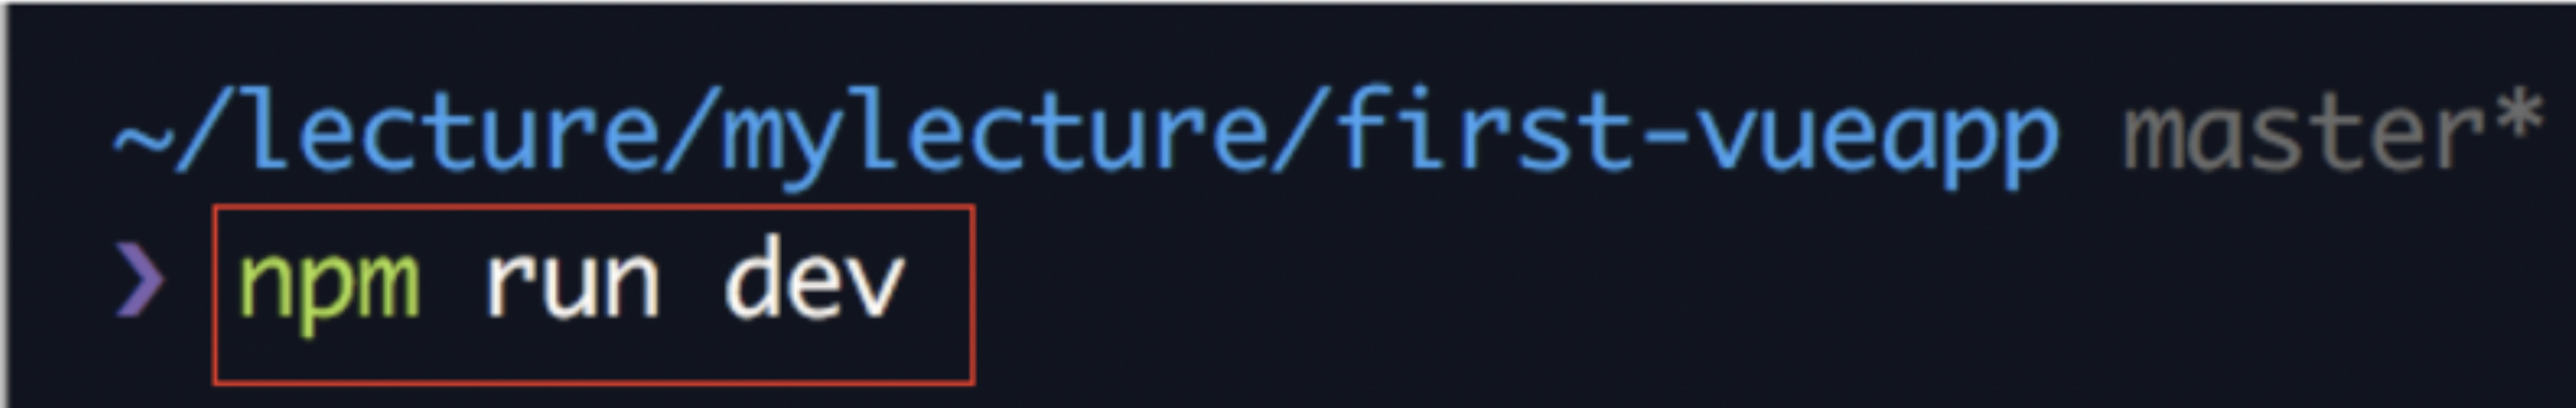 ~/lecture/mylecture/first-vueapp master*
❯ npm run dev